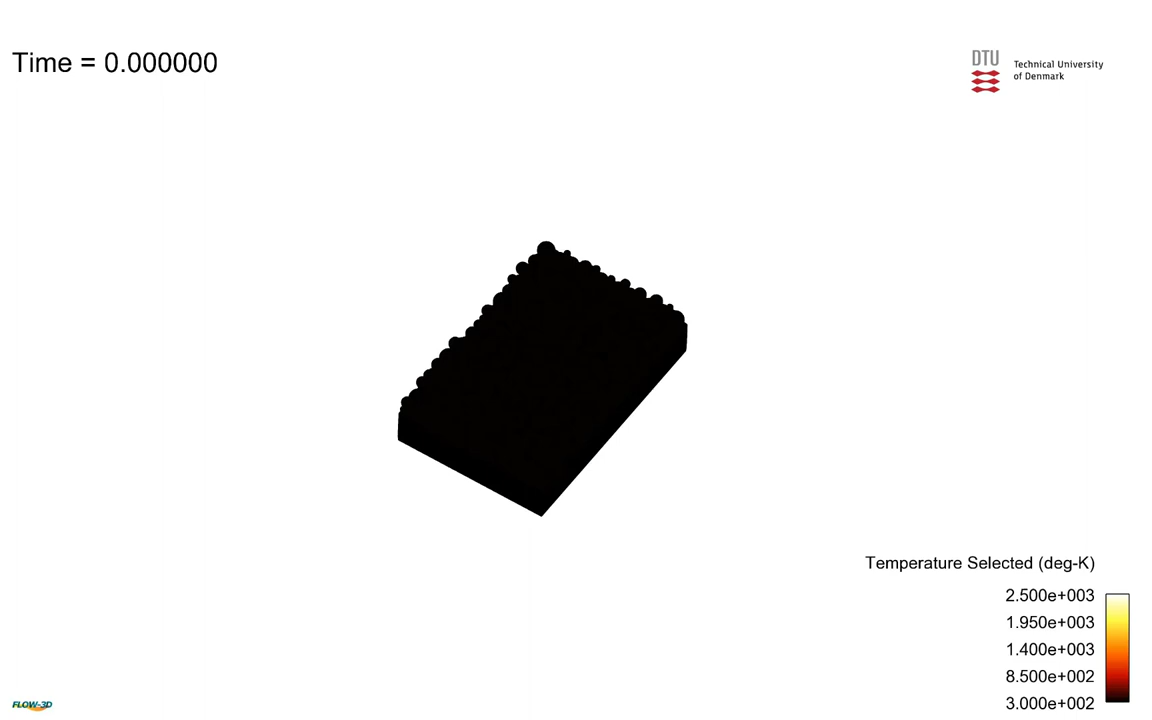 Time = 0.000000
DTU
Technical University
of Denmark
Temperature Selected (deg-K)
2.500e+003
1.950e+003
1.400e+003
8.500e+002
3.000e+002
FLOW-3D